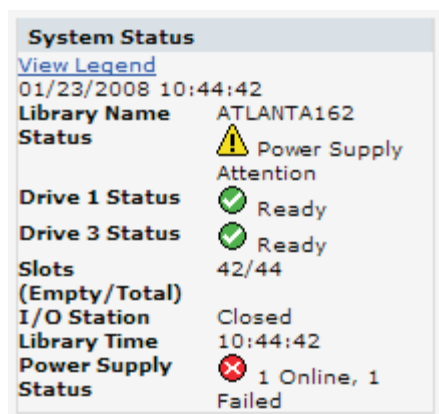 System Status
View Legend
01/23/2008 10:44:42
Library Name ATLANTA162
Status Power Supply
Attention
Drive 1 Status Ready
Drive 3 Status Ready
Slots 42/44
(Empty/Total)
I/O Station Closed
Library Time 10:44:42
Power Supply 1 Online, 1
Status Failed